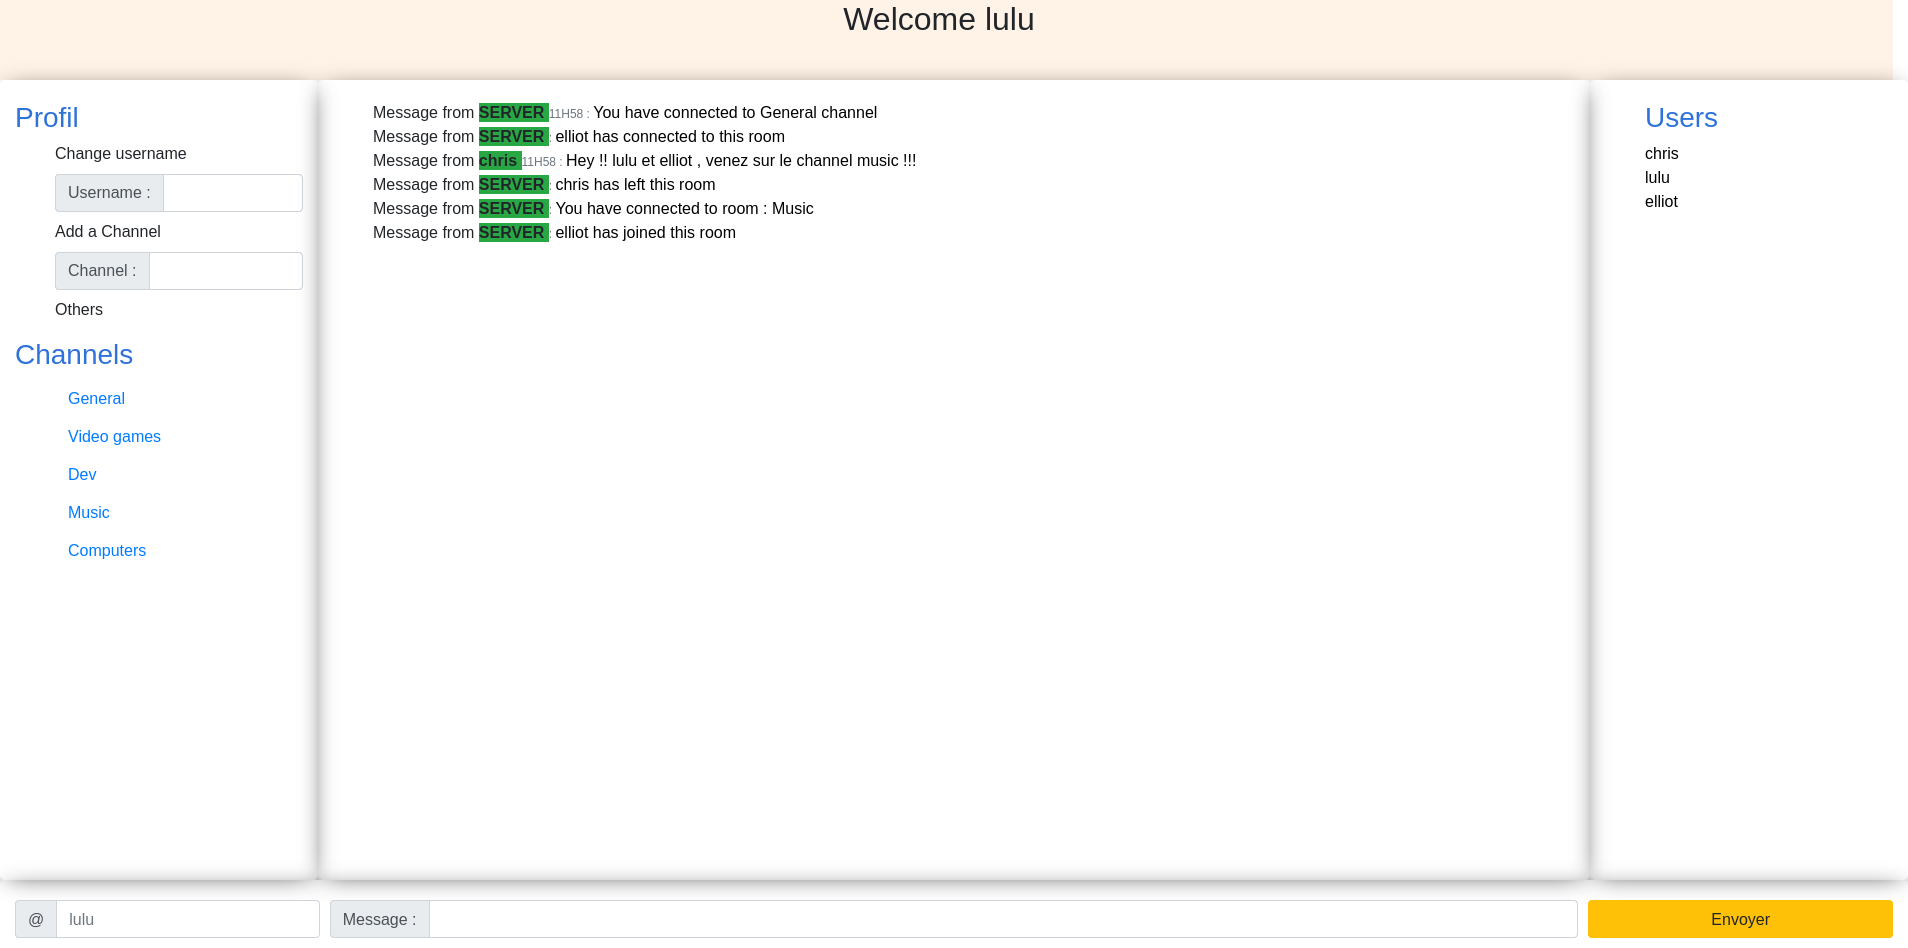 Welcome lulu
Profil
Change username
Username :
Add a Channel
Channel :
Others
Channels
General
Video games
Dev
Music
Computers
Message from SERVER 11H58 : You have connected to General channel
Message from SERVER : elliot has connected to this room
Message from chris 11H58 : Hey !! lulu et elliot , venez sur le channel music !!!
Message from SERVER : chris has left this room
Message from SERVER : You have connected to room : Music
Message from SERVER : elliot has joined this room
Users
chris
lulu
elliot
@ lulu
Message :
Envoyer